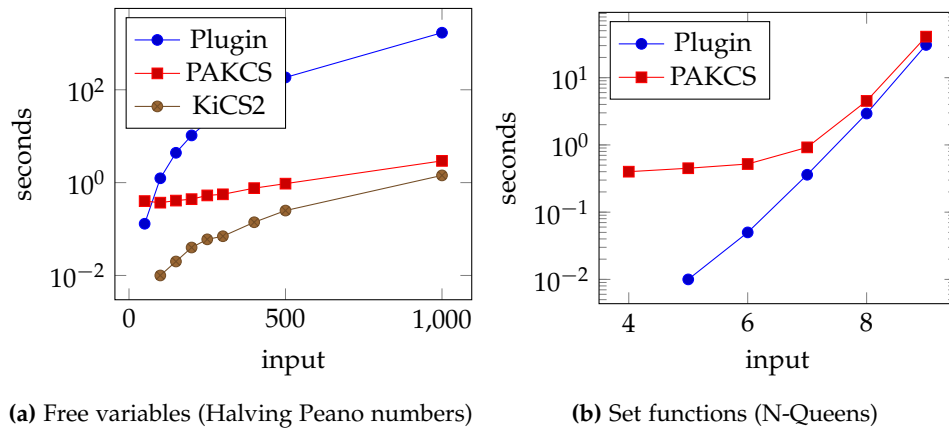 Plugin
PAKCS
KiCS2
10^2
10^0
10^−2
seconds
0
500
1,000
input
(a) Free variables (Halving Peano numbers)
Plugin
PAKCS
10^1
10^0
10^−1
10^−2
seconds
4
6
8
input
(b) Set functions (N-Queens)